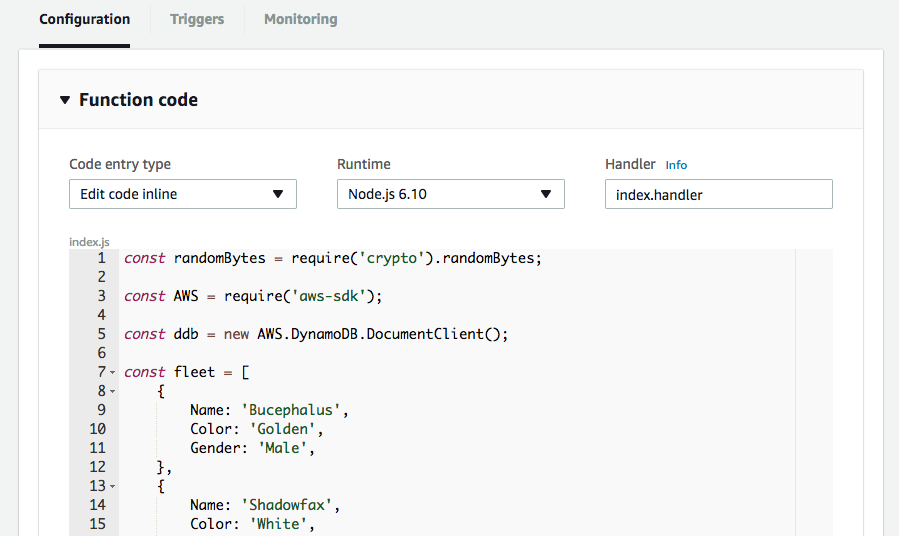 Configuration Triggers Monitoring
Function code
Code entry type Runtime Handler Info
Edit code inline Node.js 6.10 index.handler
index.js
1 const randomBytes = require('crypto').randomBytes;
2
3 const AWS = require('aws-sdk');
4
5 const ddb = new AWS.DynamoDB.DocumentClient();
6
7 const fleet = [
8     {
9         Name: 'Bucephalus',
10         Color: 'Golden',
11         Gender: 'Male',
12     },
13     {
14         Name: 'Shadowfax',
15         Color: 'White',